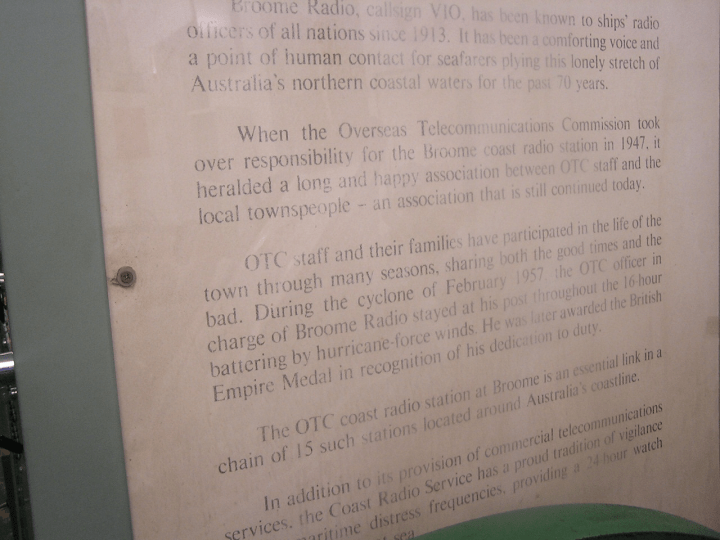 Broome Radio, callsign VIO, has been known to ships' radio
officers of all nations since 1913. It has been a comforting voice and
a point of human contact for seafarers plying this lonely stretch of
Australia's northern coastal waters for the past 70 years.
When the Overseas Telecommunications Commission took
over responsibility for the Broome coast radio station in 1947, it
heralded a long and happy association between OTC staff and the
local townspeople – an association that is still continued today.
OTC staff and their families have participated in the life of the
town through many seasons, sharing both the good times and the
bad. During the cyclone of February 1957, the OTC officer in
charge of Broome Radio stayed at his post throughout the 16-hour
battering by hurricane-force winds. He was later awarded the British
Empire Medal in recognition of his dedication to duty.
The OTC coast radio station at Broome is an essential link in a
chain of 15 such stations located around Australia's coastline.
In addition to its provision of commercial telecommunications
services, the Coast Radio Service has a proud tradition of vigilance
maritime distress frequencies, providing a 24-hour watch
sea